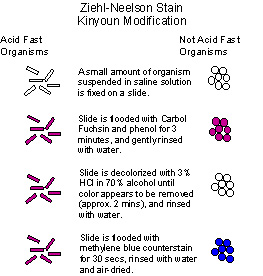 Ziehl-Neelson Stain
Kinyoun Modification
Acid Fast
Organisms
Not Acid Fast
Organisms
A small amount of organism
suspended in saline solution
is fixed on a slide.
Slide is flooded with Carbol
Fuchsin and phenol for 3
minutes, and gently rinsed
with water.
Slide is decolorized with 3%
HCl in 70% alcohol until
color appears to be removed
(approx. 2 mins), and rinsed
with water.
Slide is flooded with
methylene blue counterstain
for 30 secs, rinsed with
water and air-dried.